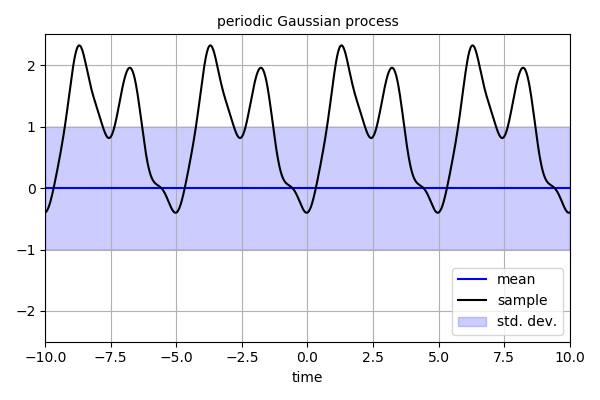 periodic Gaussian process
2
1
0
−1
−2
mean
sample
std. dev.
−10.0 −7.5 −5.0 −2.5 0.0 2.5 5.0 7.5 10.0
time